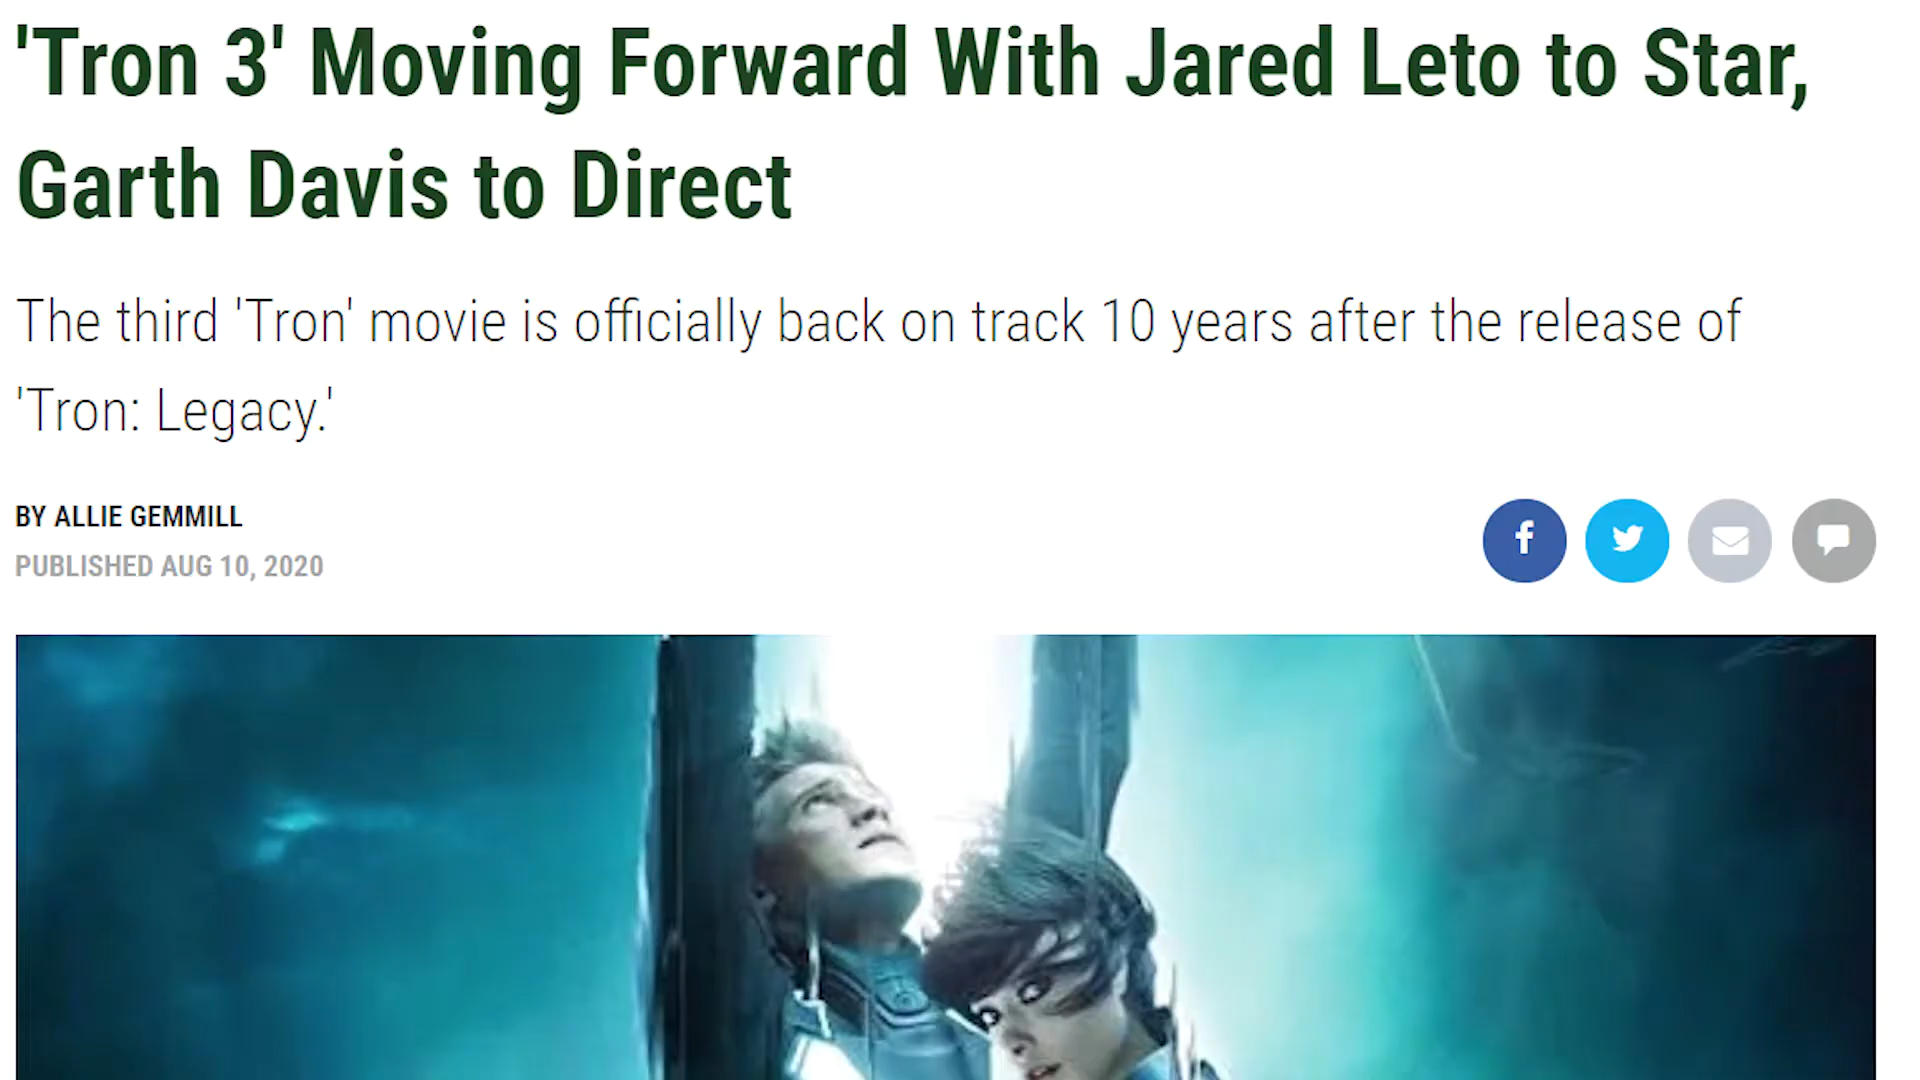 'Tron 3' Moving Forward With Jared Leto to Star,
Garth Davis to Direct
The third 'Tron' movie is officially back on track 10 years after the release of
'Tron: Legacy.'
BY ALLIE GEMMILL
PUBLISHED AUG 10, 2020